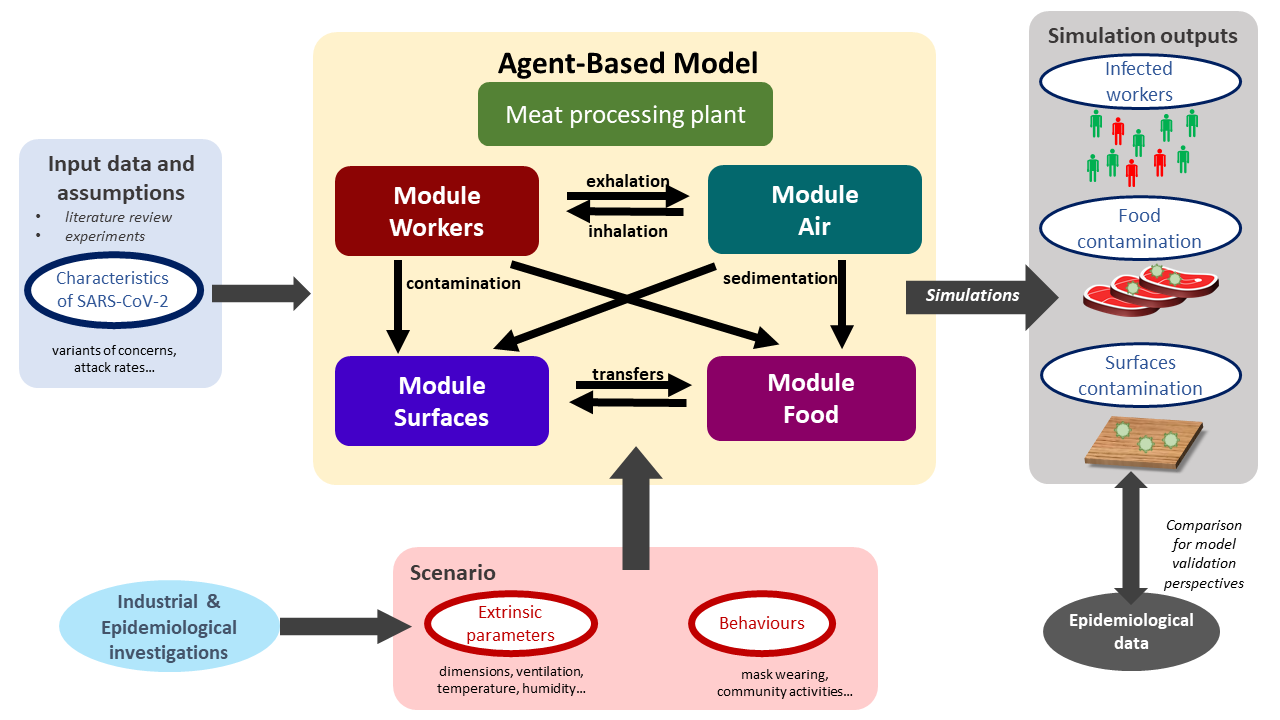 Agent-Based Model
Meat processing plant
Input data and
assumptions
• literature review
• experiments
Characteristics
of SARS-CoV-2
variants of concerns,
attack rates...
Module
Workers
exhalation
inhalation
Module
Air
contamination
sedimentation
Module
Surfaces
transfers
Module
Food
Simulations
Simulation outputs
Infected
workers
Food
contamination
Surfaces
contamination
Comparison
for model
validation
perspectives
Epidemiological
data
Industrial &
Epidemiological
investigations
Scenario
Extrinsic
parameters
dimensions, ventilation,
temperature, humidity...
Behaviours
mask wearing,
community activities...